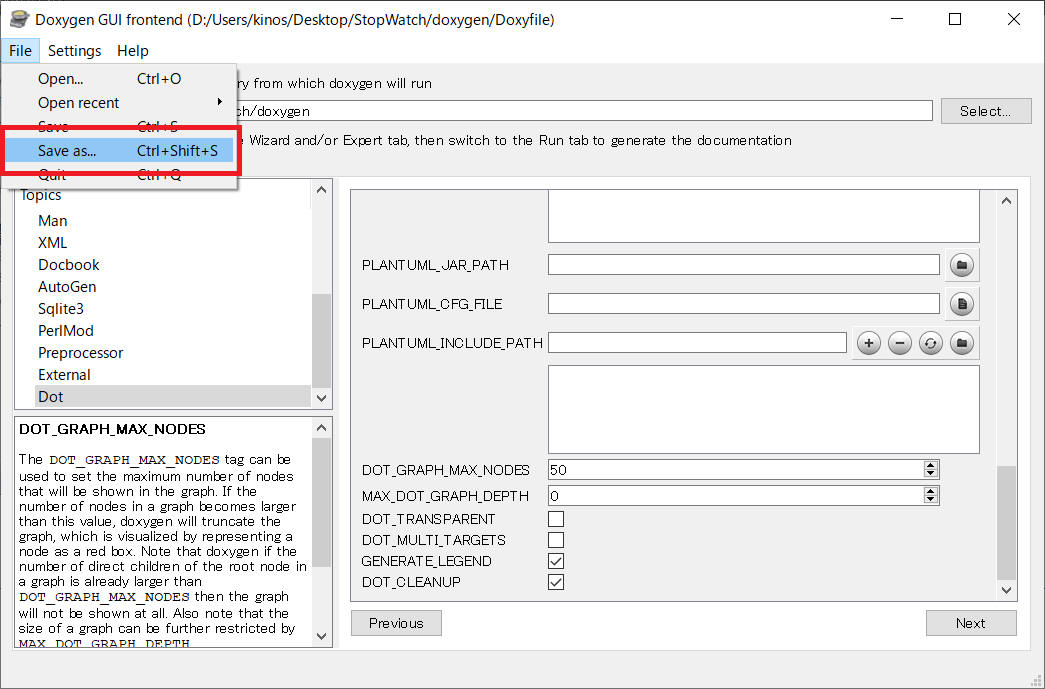 Doxygen GUI frontend (D:/Users/kinos/Desktop/StopWatch/doxygen/Doxyfile)
File Settings Help
Open... Ctrl+O
Open recent
Save Ctrl+S
Save as... Ctrl+Shift+S
Quit Ctrl+Q
ry from which doxygen will run
ch/doxygen
Select...
Wizard and/or Expert tab, then switch to the Run tab to generate the documentation
Topics
Man
XML
Docbook
AutoGen
Sqlite3
PerlMod
Preprocessor
External
Dot
DOT_GRAPH_MAX_NODES
The DOT_GRAPH_MAX_NODES tag can be
used to set the maximum number of nodes
that will be shown in the graph. If the
number of nodes in a graph becomes larger
than this value, doxygen will truncate the
graph, which is visualized by representing a
node as a red box. Note that doxygen if the
number of direct children of the root node in
a graph is already larger than
DOT_GRAPH_MAX_NODES then the graph
will not be shown at all. Also note that the
size of a graph can be further restricted by
MAX_DOT_GRAPH_DEPTH
PLANTUML_JAR_PATH
PLANTUML_CFG_FILE
PLANTUML_INCLUDE_PATH
DOT_GRAPH_MAX_NODES 50
MAX_DOT_GRAPH_DEPTH 0
DOT_TRANSPARENT
DOT_MULTI_TARGETS
GENERATE_LEGEND
DOT_CLEANUP
Previous
Next